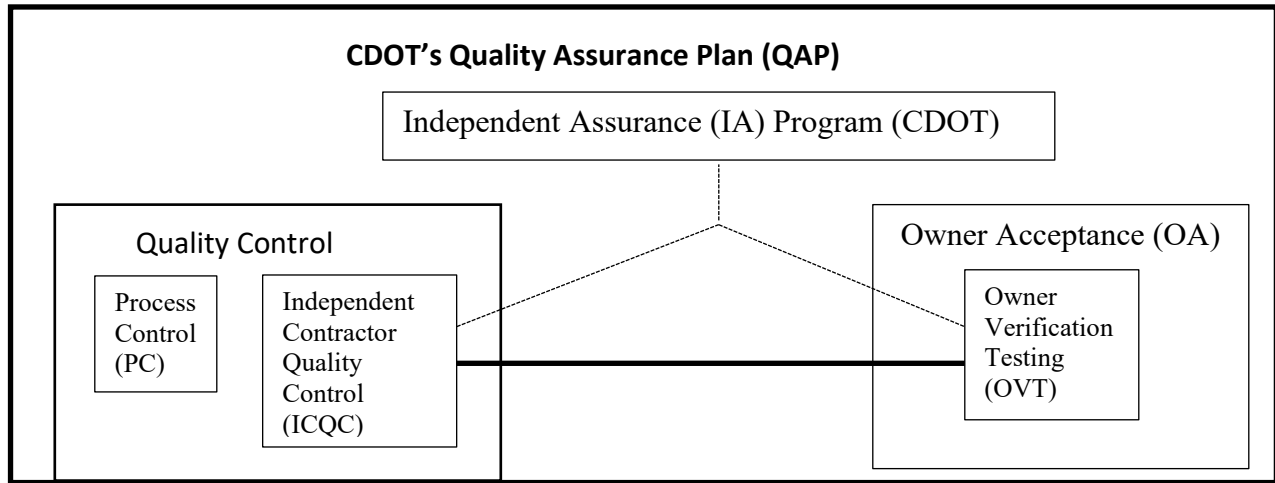 CDOT’s Quality Assurance Plan (QAP)
Independent Assurance (IA) Program (CDOT)
Quality Control
Process
Control
(PC)
Independent
Contractor
Quality
Control
(ICQC)
Owner Acceptance (OA)
Owner
Verification
Testing
(OVT)